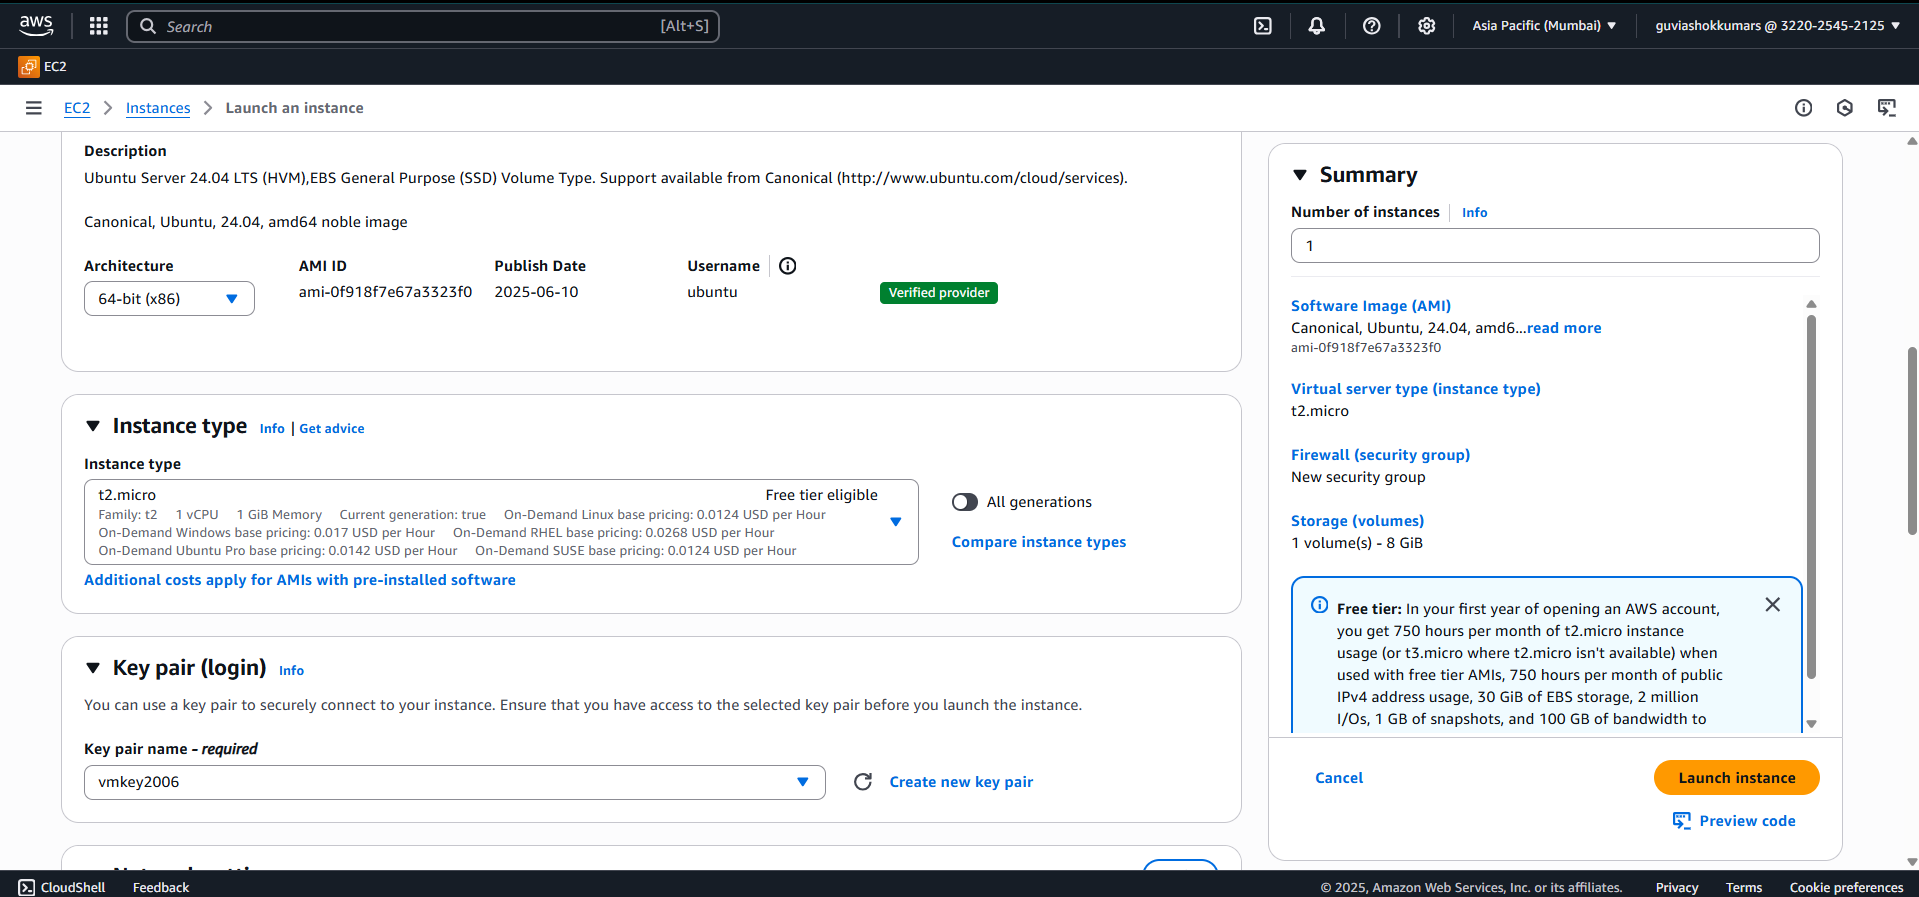 aws
Search [Alt+S]
Asia Pacific (Mumbai)
guviashokkumars @ 3220-2545-2125
EC2
EC2 Instances Launch an instance
Description
Ubuntu Server 24.04 LTS (HVM),EBS General Purpose (SSD) Volume Type. Support available from Canonical (http://www.ubuntu.com/cloud/services).
Canonical, Ubuntu, 24.04, amd64 noble image
Architecture AMI ID Publish Date Username
64-bit (x86) ami-0f918f7e67a3323f0 2025-06-10 ubuntu Verified provider
Instance type Info | Get advice
Instance type
t2.micro Free tier eligible
Family: t2 1 vCPU 1 GiB Memory Current generation: true On-Demand Linux base pricing: 0.0124 USD per Hour
On-Demand Windows base pricing: 0.017 USD per Hour On-Demand RHEL base pricing: 0.0268 USD per Hour
On-Demand Ubuntu Pro base pricing: 0.0142 USD per Hour On-Demand SUSE base pricing: 0.0124 USD per Hour
All generations
Compare instance types
Additional costs apply for AMIs with pre-installed software
Key pair (login) Info
You can use a key pair to securely connect to your instance. Ensure that you have access to the selected key pair before you launch the instance.
Key pair name - required
vmkey2006
Create new key pair
Summary
Number of instances Info
1
Software Image (AMI)
Canonical, Ubuntu, 24.04, amd6...read more
ami-0f918f7e67a3323f0
Virtual server type (instance type)
t2.micro
Firewall (security group)
New security group
Storage (volumes)
1 volume(s) - 8 GiB
Free tier: In your first year of opening an AWS account,
you get 750 hours per month of t2.micro instance
usage (or t3.micro where t2.micro isn't available) when
used with free tier AMIs, 750 hours per month of public
IPv4 address usage, 30 GiB of EBS storage, 2 million
I/Os, 1 GB of snapshots, and 100 GB of bandwidth to
Cancel
Launch instance
Preview code
CloudShell Feedback
© 2025, Amazon Web Services, Inc. or its affiliates. Privacy Terms Cookie preferences